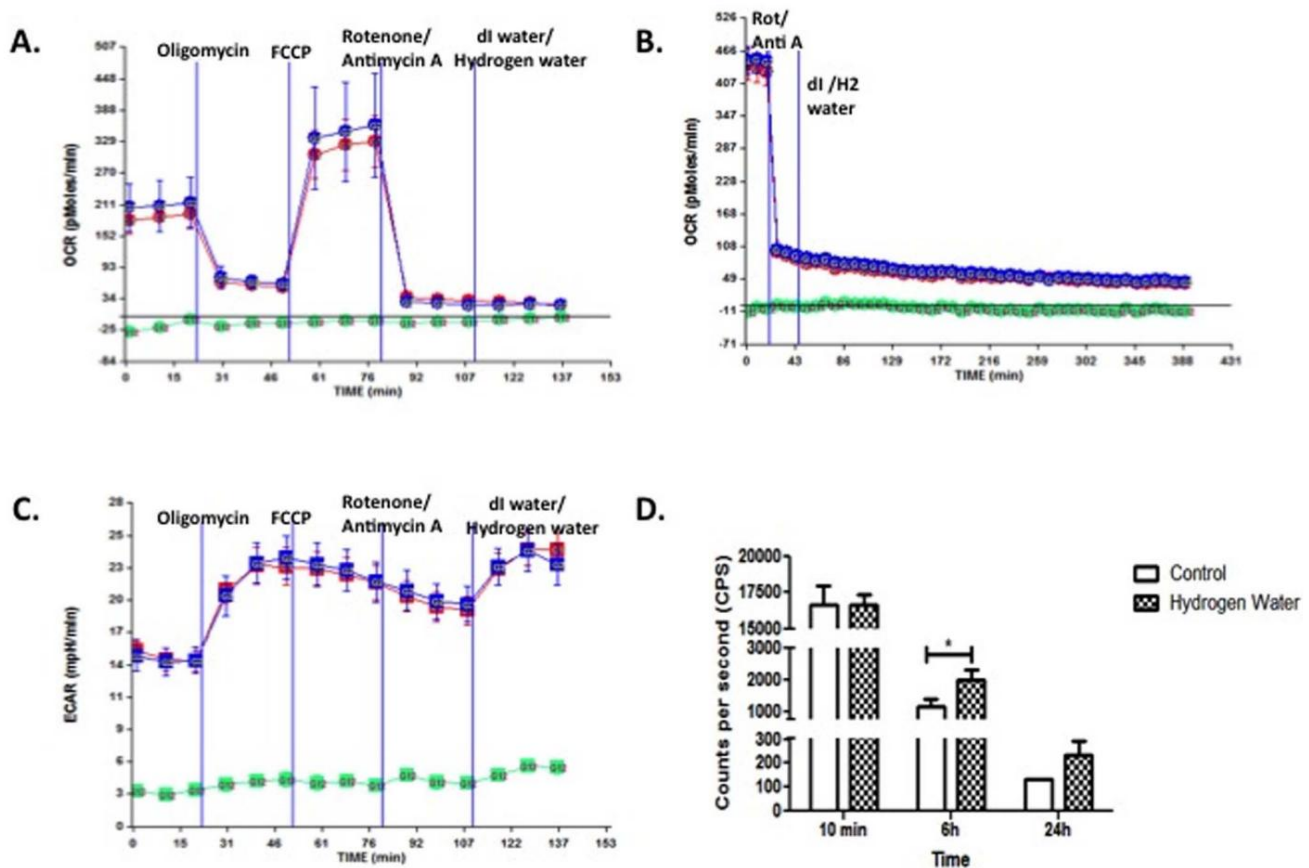 A.
Oligomycin
FCCP
Rotenone/
Antimycin A
dI water/
Hydrogen water
507
448
388
329
270
211
152
93
34
-25
-84
OCR (pMoles/min)
0 15 31 46 61 76 92 107 122 137 153
TIME (min)
B.
Rot/
Anti A
dI /H2
water
526
466
407
347
287
228
168
108
49
-11
-71
OCR (pMoles/min)
0 43 86 129 172 216 259 302 345 388 431
TIME (min)
C.
Oligomycin
FCCP
Rotenone/
Antimycin A
dI water/
Hydrogen water
28
25
23
20
17
14
11
9
6
3
0
ECAR (mpH/min)
0 15 31 46 61 76 92 107 122 137 153
TIME (min)
D.
20000
17500
15000
3000
2000
1000
300
200
100
0
Counts per second (CPS)
*
10 min 6h 24h
Time
Control
Hydrogen Water